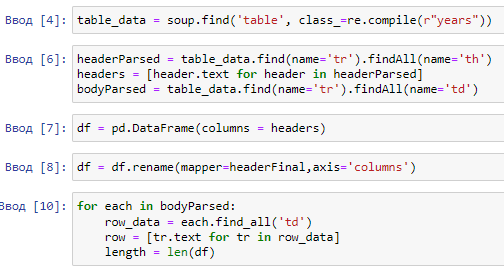 Ввод [4]: table_data = soup.find('table', class_=re.compile(r"years"))
Ввод [6]: headerParsed = table_data.find(name='tr').findAll(name='th')
headers = [header.text for header in headerParsed]
bodyParsed = table_data.find(name='tr').findAll(name='td')
Ввод [7]: df = pd.DataFrame(columns = headers)
Ввод [8]: df = df.rename(mapper=headerFinal,axis='columns')
Ввод [10]: for each in bodyParsed:
    row_data = each.find_all('td')
    row = [tr.text for tr in row_data]
    length = len(df)